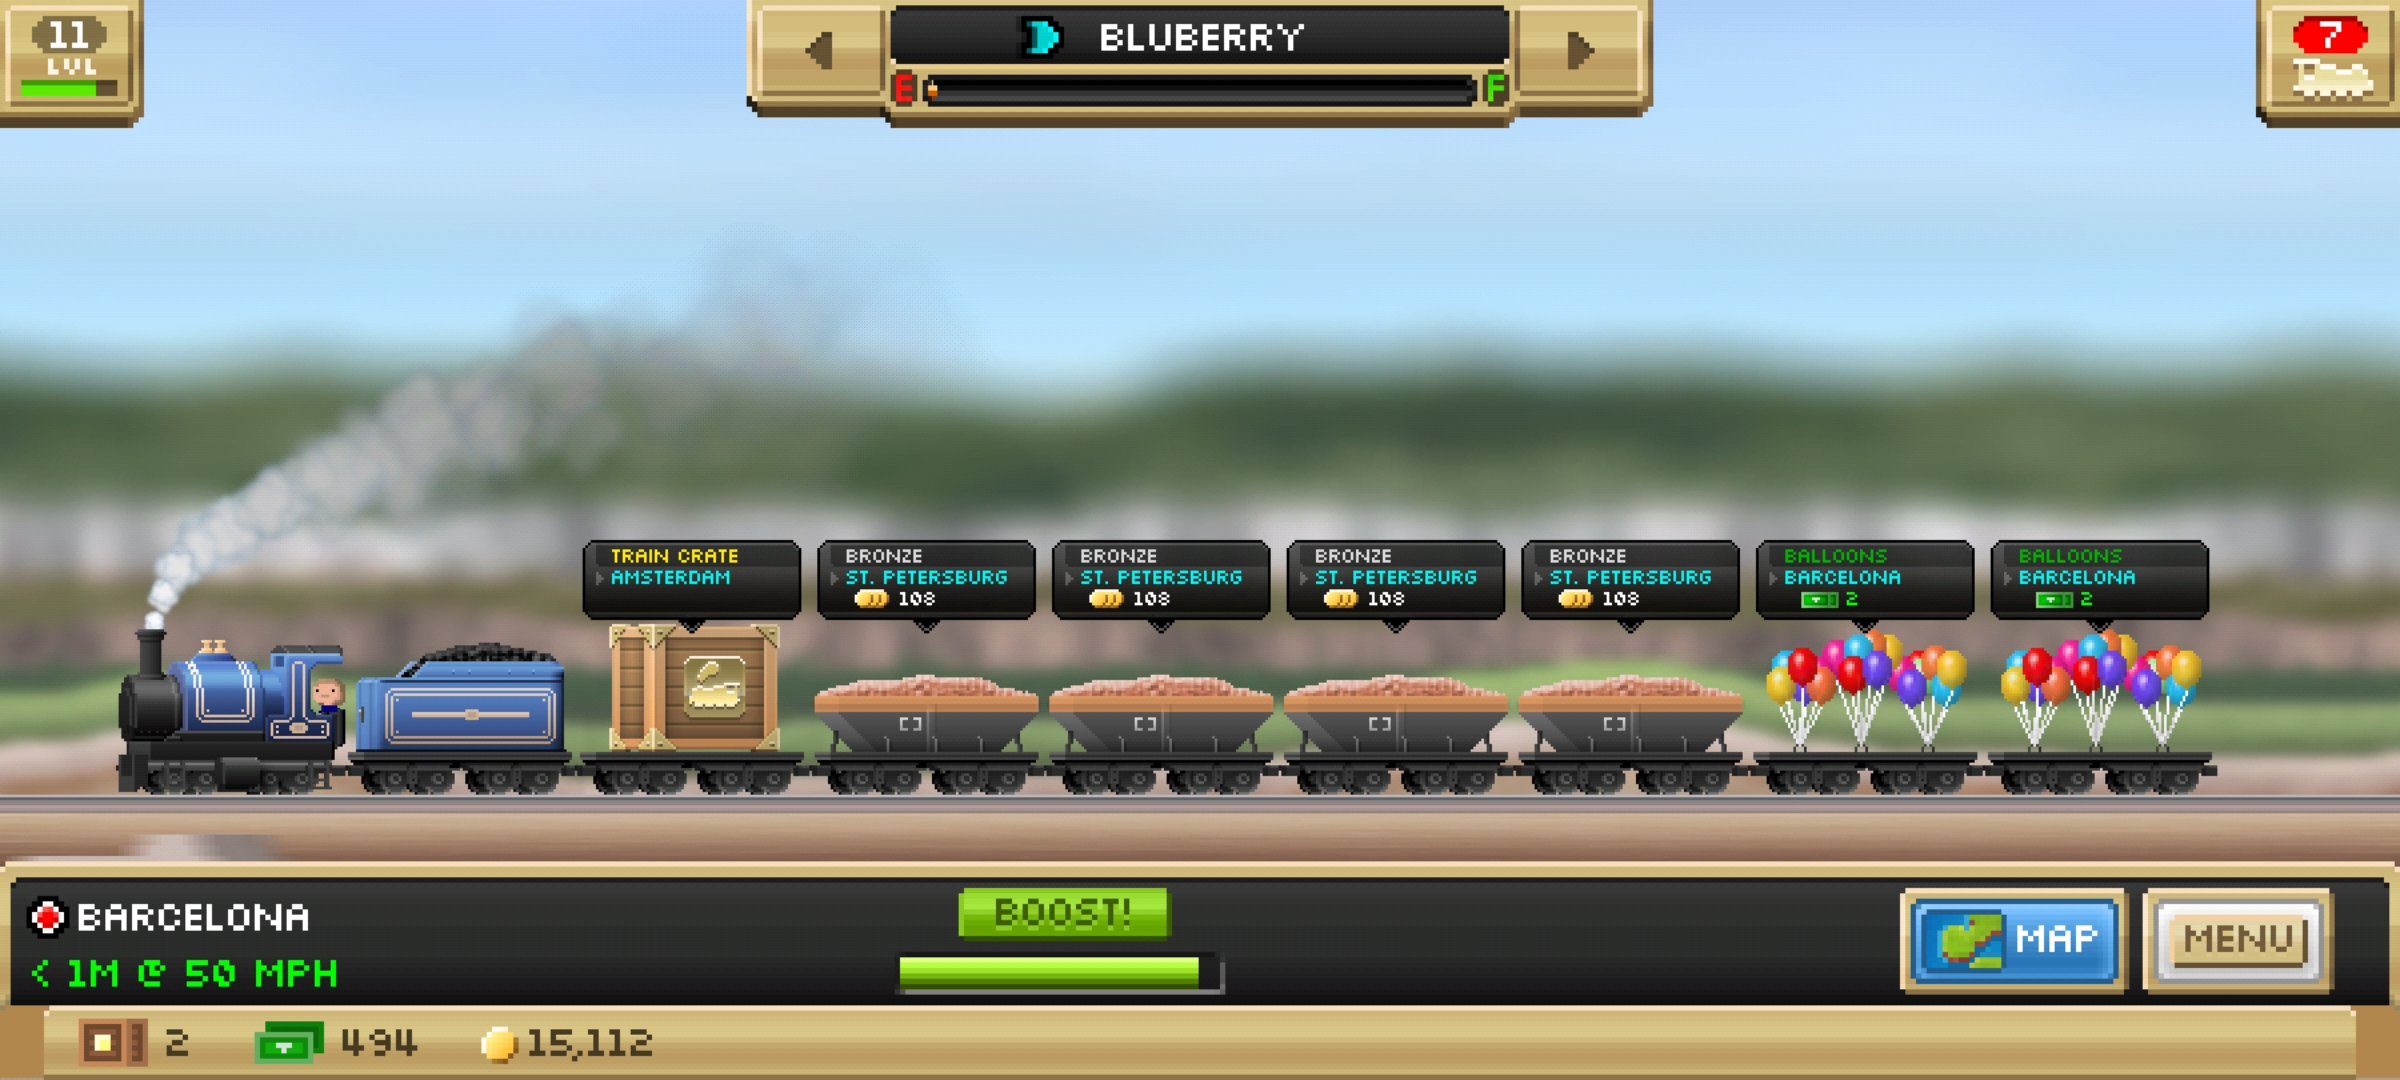 11
LVL
BLUBERRY
E
F
7
TRAIN CRATE
AMSTERDAM
BRONZE
ST. PETERSBURG
108
BRONZE
ST. PETERSBURG
108
BRONZE
ST. PETERSBURG
108
BRONZE
ST. PETERSBURG
108
BALLOONS
BARCELONA
2
BALLOONS
BARCELONA
2
BARCELONA
< 1M @ 50 MPH
BOOST!
MAP
MENU
2
494
15,112